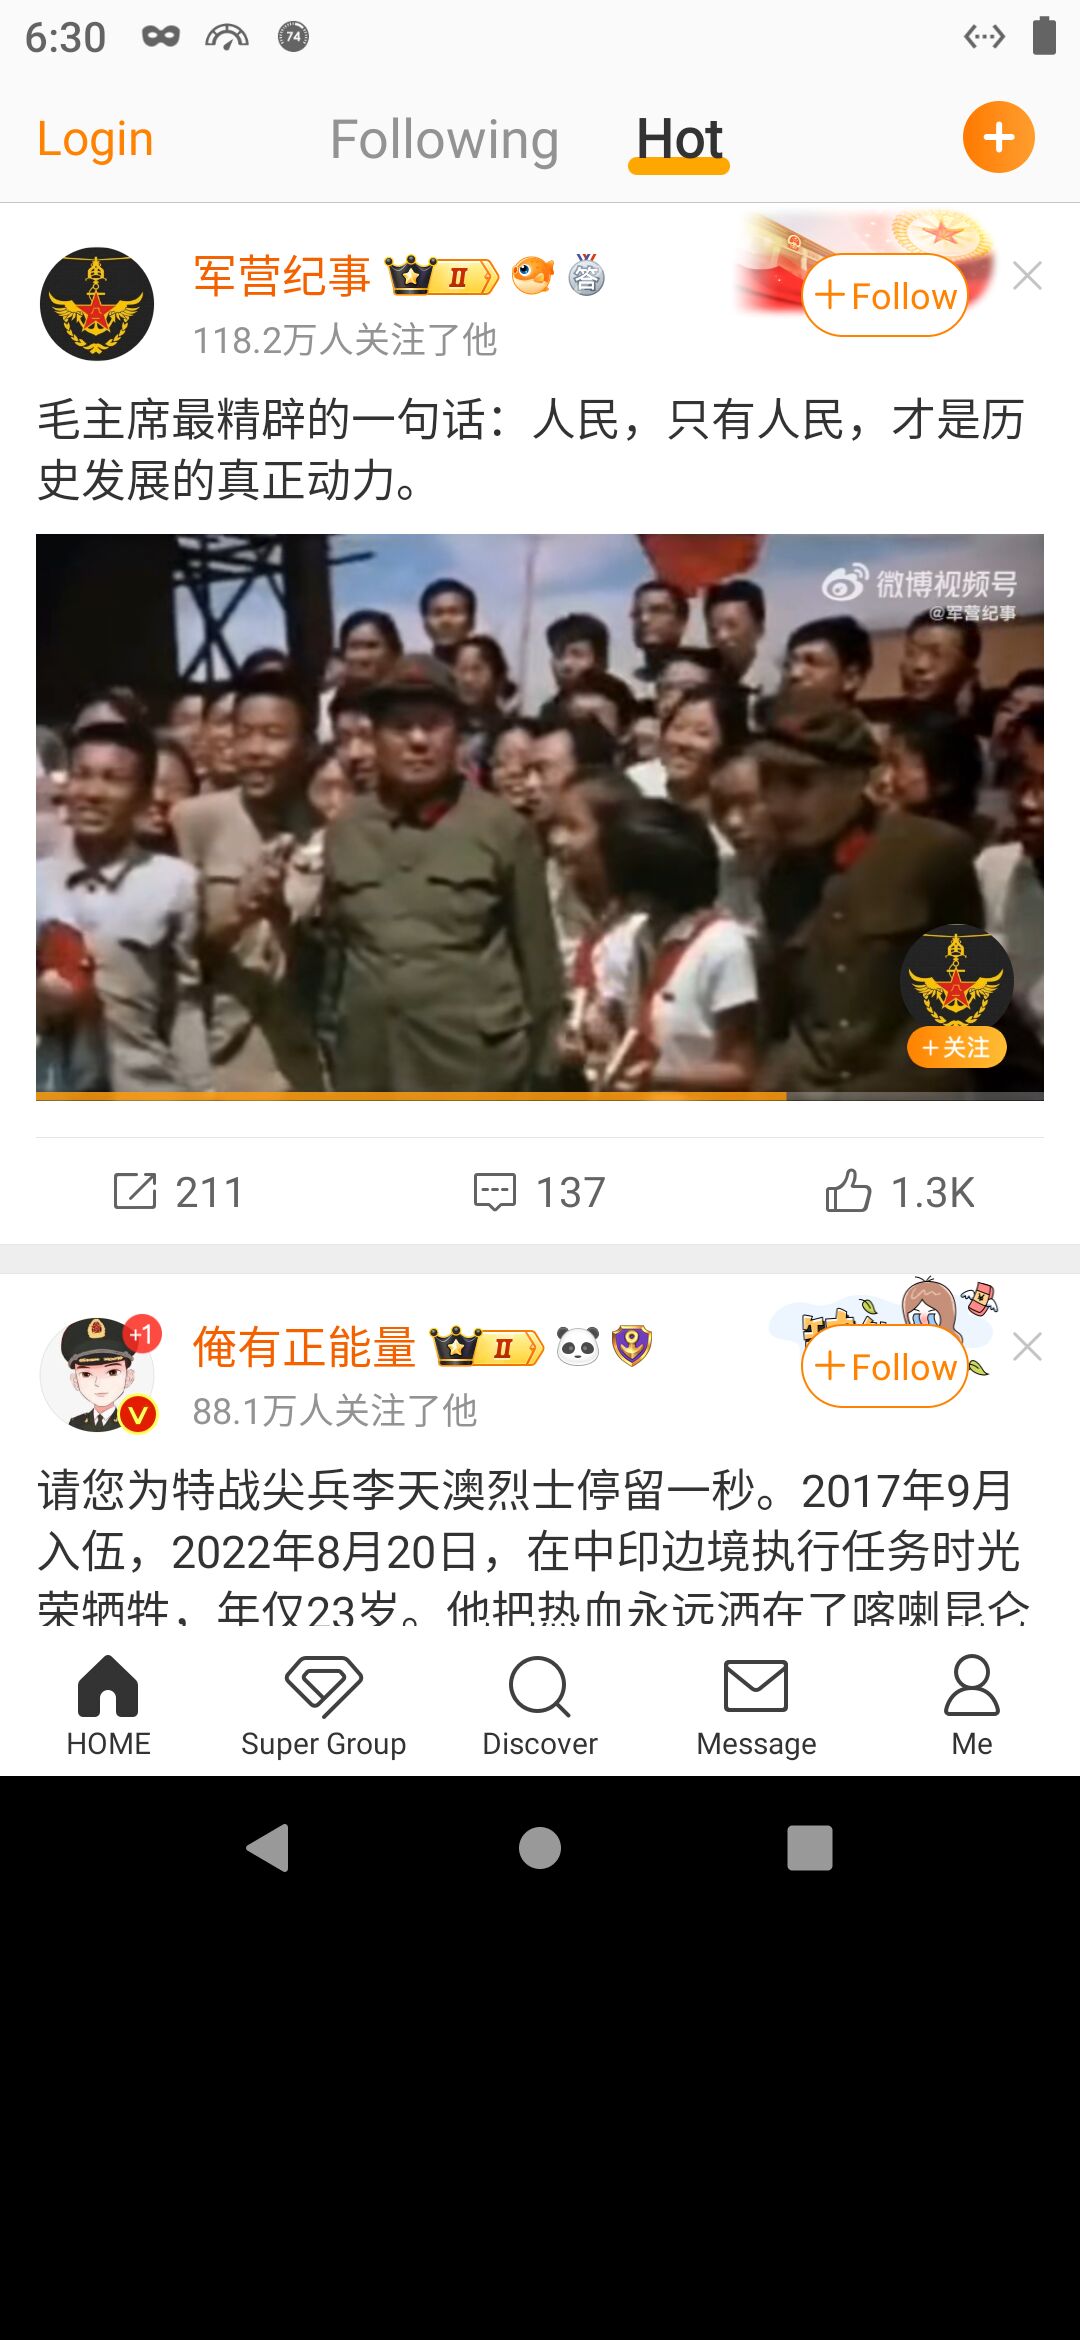 6:30
74
Login
Following
Hot
军营纪事
II
答
Follow
118.2万人关注了他
毛主席最精辟的一句话：人民，只有人民，才是历
史发展的真正动力。
微博视频号
@军营纪事
+关注
211
137
1.3K
+1
俺有正能量
II
Follow
V
88.1万人关注了他
请您为特战尖兵李天澳烈士停留一秒。2017年9月
入伍，2022年8月20日，在中印边境执行任务时光
荣牺牲，年仅23岁。他把热血永远洒在了喀喇昆仑
HOME
Super Group
Discover
Message
Me